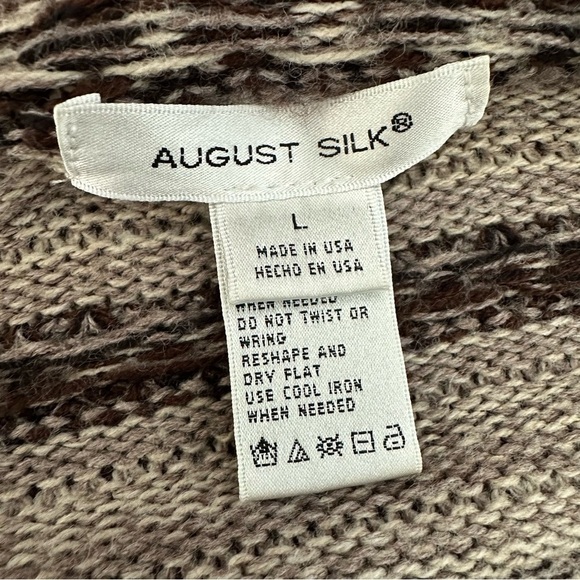 AUGUST SILK®
L
MADE IN USA
HECHO EN USA
WHEN NEEDED
DO NOT TWIST OR
WRING
RESHAPE AND
DRY FLAT
USE COOL IRON
WHEN NEEDED